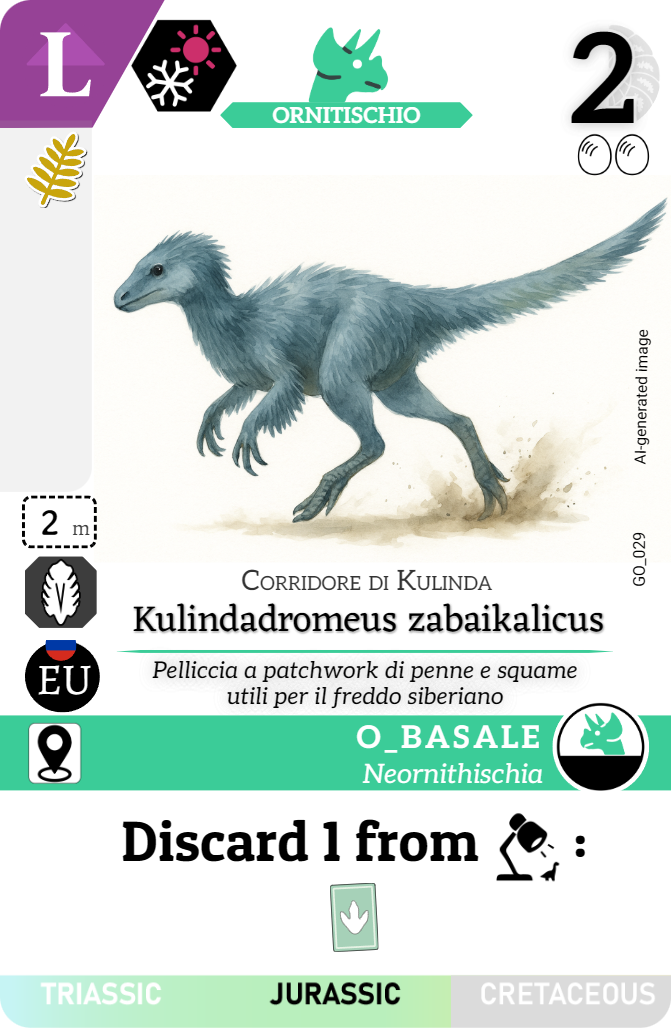 L
ORNITISCHIO
2
AI-generated image
GO_029
2 m
CORRIDORE DI KULINDA
Kulindadromeus zabaikalicus
EU
Pelliccia a patchwork di penne e squame
utili per il freddo siberiano
O_BASALE
Neornithischia
Discard 1 from :
TRIASSIC JURASSIC CRETACEOUS